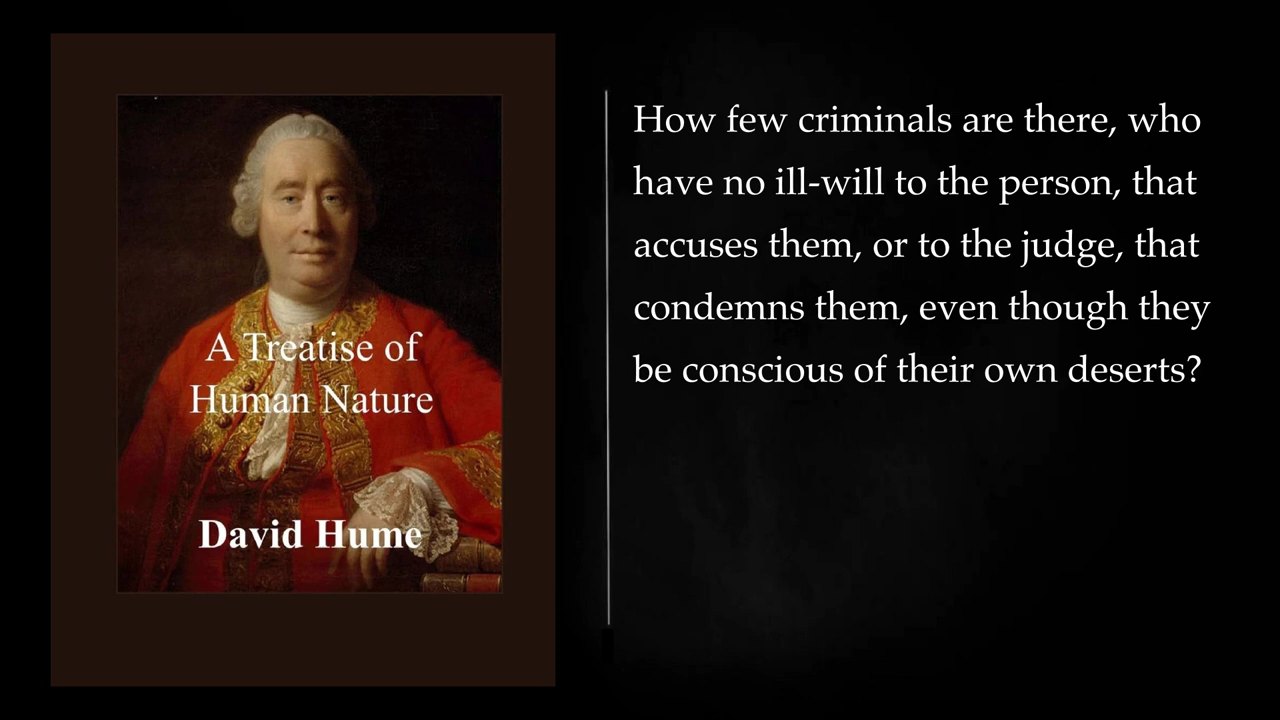 A Treatise of
Human Nature
David Hume
How few criminals are there, who
have no ill-will to the person, that
accuses them, or to the judge, that
condemns them, even though they
be conscious of their own deserts?